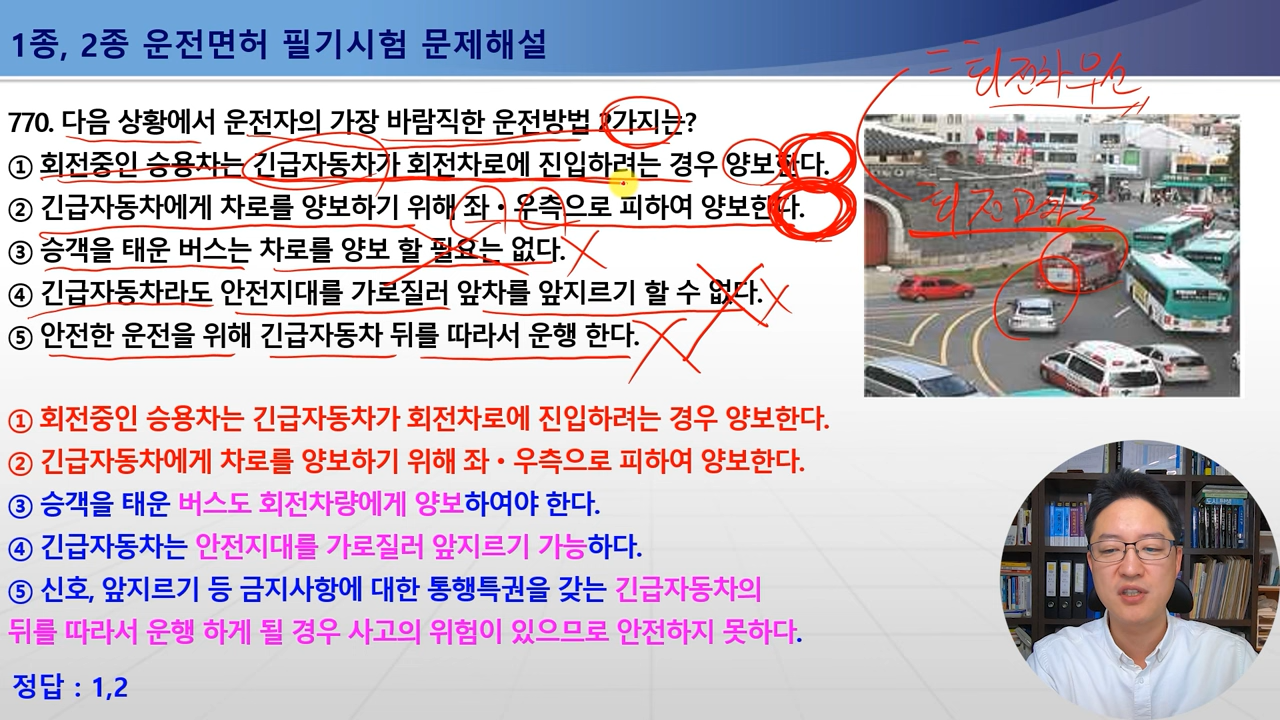 1종, 2종 운전면허 필기시험 문제해설
= 회전차 우선
770. 다음 상황에서 운전자의 가장 바람직한 운전방법 2가지는?
① 회전중인 승용차는 긴급자동차가 회전차로에 진입하려는 경우 양보한다.
② 긴급자동차에게 차로를 양보하기 위해 좌・우측으로 피하여 양보한다.
③ 승객을 태운 버스는 차로를 양보 할 필요는 없다.
④ 긴급자동차라도 안전지대를 가로질러 앞차를 앞지르기 할 수 없다.
⑤ 안전한 운전을 위해 긴급자동차 뒤를 따라서 운행 한다.
회전교차로
① 회전중인 승용차는 긴급자동차가 회전차로에 진입하려는 경우 양보한다.
② 긴급자동차에게 차로를 양보하기 위해 좌・우측으로 피하여 양보한다.
③ 승객을 태운 버스도 회전차량에게 양보하여야 한다.
④ 긴급자동차는 안전지대를 가로질러 앞지르기 가능하다.
⑤ 신호, 앞지르기 등 금지사항에 대한 통행특권을 갖는 긴급자동차의
뒤를 따라서 운행 하게 될 경우 사고의 위험이 있으므로 안전하지 못하다.
정답 : 1,2